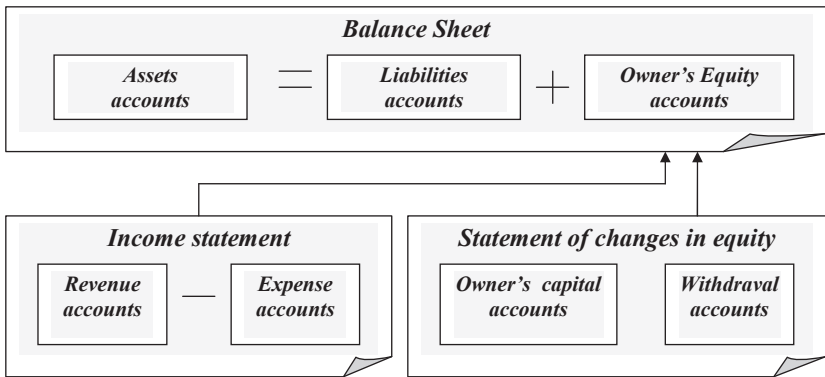 Balance Sheet
Assets
accounts
=
Liabilities
accounts
+
Owner's Equity
accounts
Income statement
Revenue
accounts
—
Expense
accounts
Statement of changes in equity
Owner's capital
accounts
Withdraval
accounts